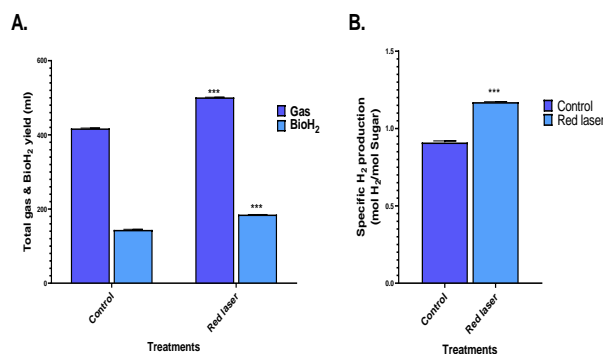 A.
Total gas & BioH2 yield (ml)
600
400
200
0
***
***
Gas
BioH2
Control
Red laser
Treatments
B.
Specific H2 production
(mol H2/mol Sugar)
1.5
1.0
0.5
0.0
***
Control
Red laser
Control
Red laser
Treatments